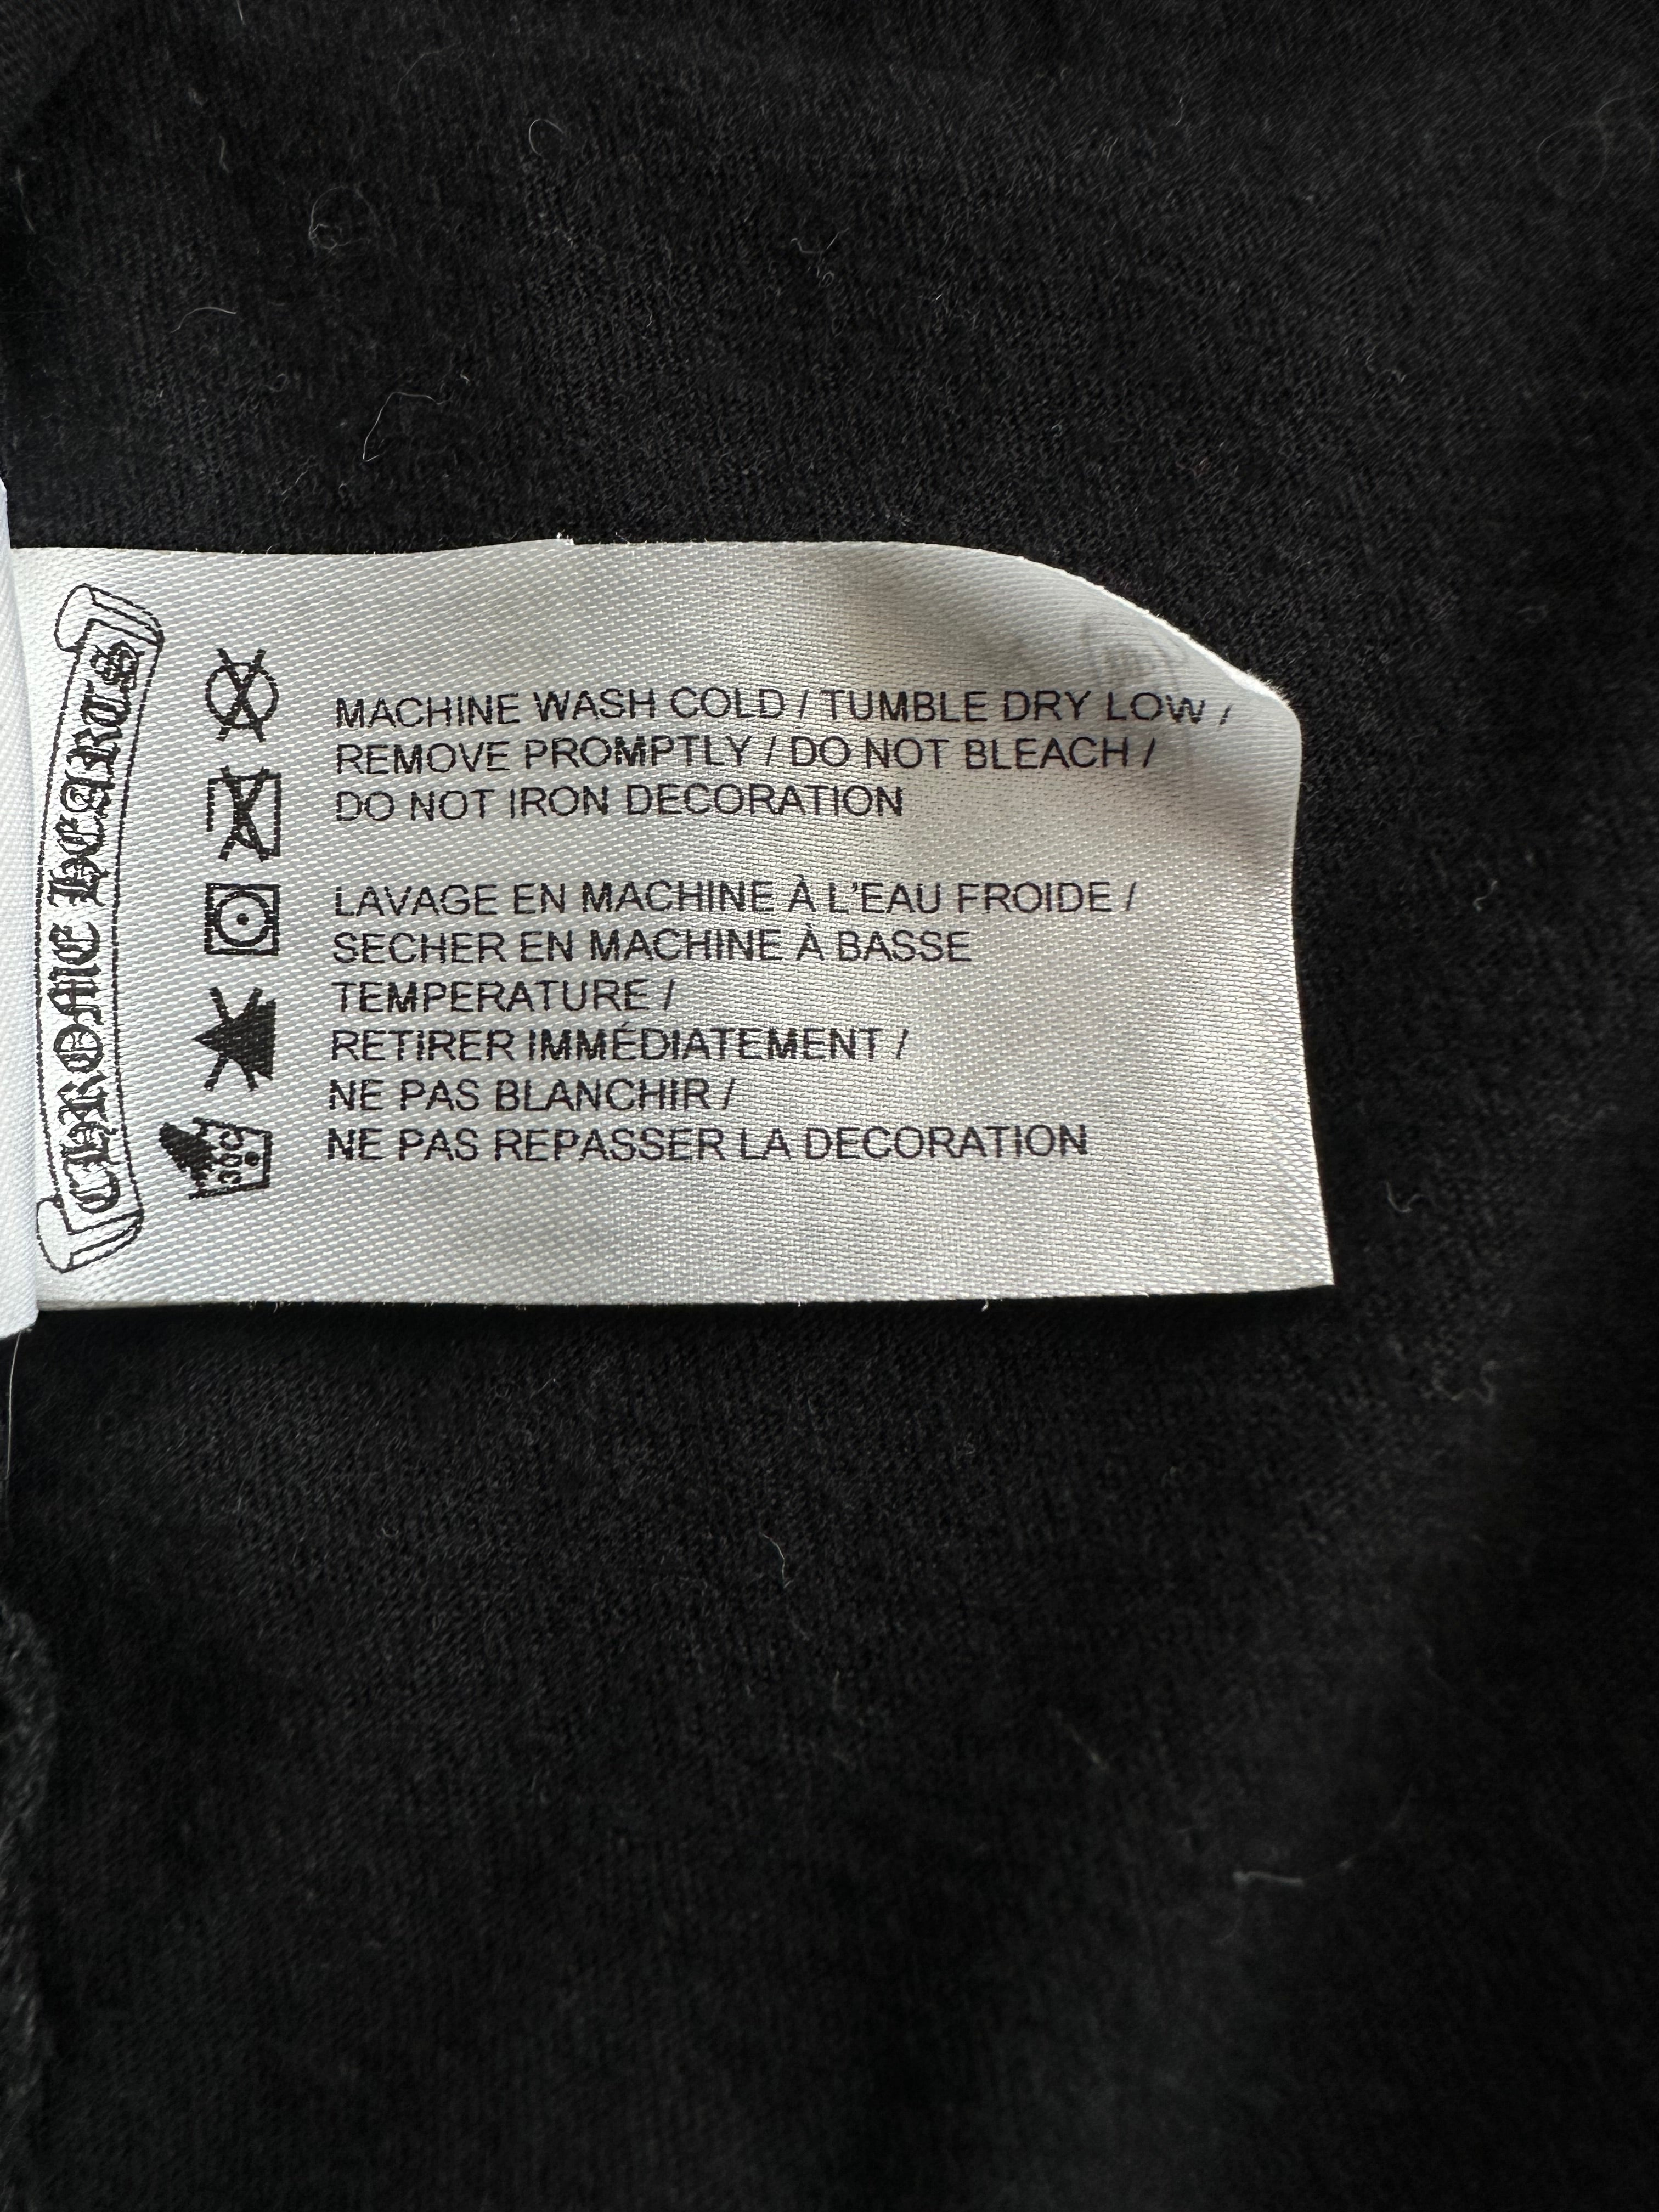 CHROME HEARTS
MACHINE WASH COLD / TUMBLE DRY LOW /
REMOVE PROMPTLY / DO NOT BLEACH /
DO NOT IRON DECORATION
LAVAGE EN MACHINE À L'EAU FROIDE /
SECHER EN MACHINE À BASSE
TEMPERATURE /
RETIRER IMMÉDIATEMENT /
NE PAS BLANCHIR /
NE PAS REPASSER LA DECORATION
30C